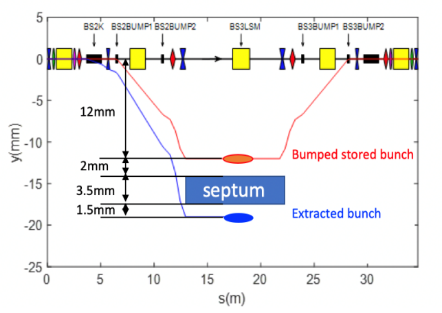 BS2K BS2BUMP1 BS2BUMP2 BS3LSM BS3BUMP1 BS3BUMP2
5
0
-5
-10
-15
-20
-25
y(mm)
12mm
2mm
3.5mm
1.5mm
Bumped stored bunch
septum
Extracted bunch
0 5 10 15 20 25 30
s(m)